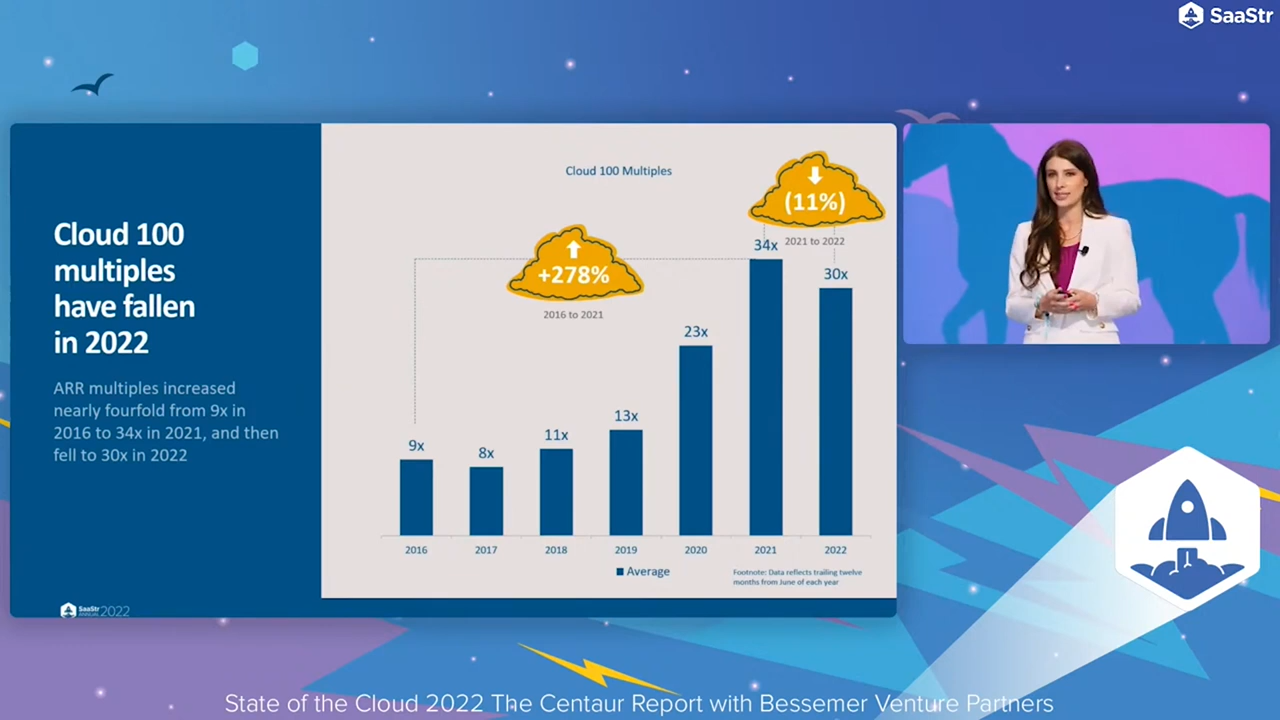 SaaStr
Cloud 100
multiples
have fallen
in 2022
ARR multiples increased
nearly fourfold from 9x in
2016 to 34x in 2021, and then
fell to 30x in 2022
SaaStr
ANNUAL 2022
Cloud 100 Multiples
+278%
2016 to 2021
(11%)
2021 to 2022
9x
8x
11x
13x
23x
34x
30x
2016 2017 2018 2019 2020 2021 2022
Average
Footnote: Data reflects trailing twelve
months from June of each year
State of the Cloud 2022 The Centaur Report with Bessemer Venture Partners